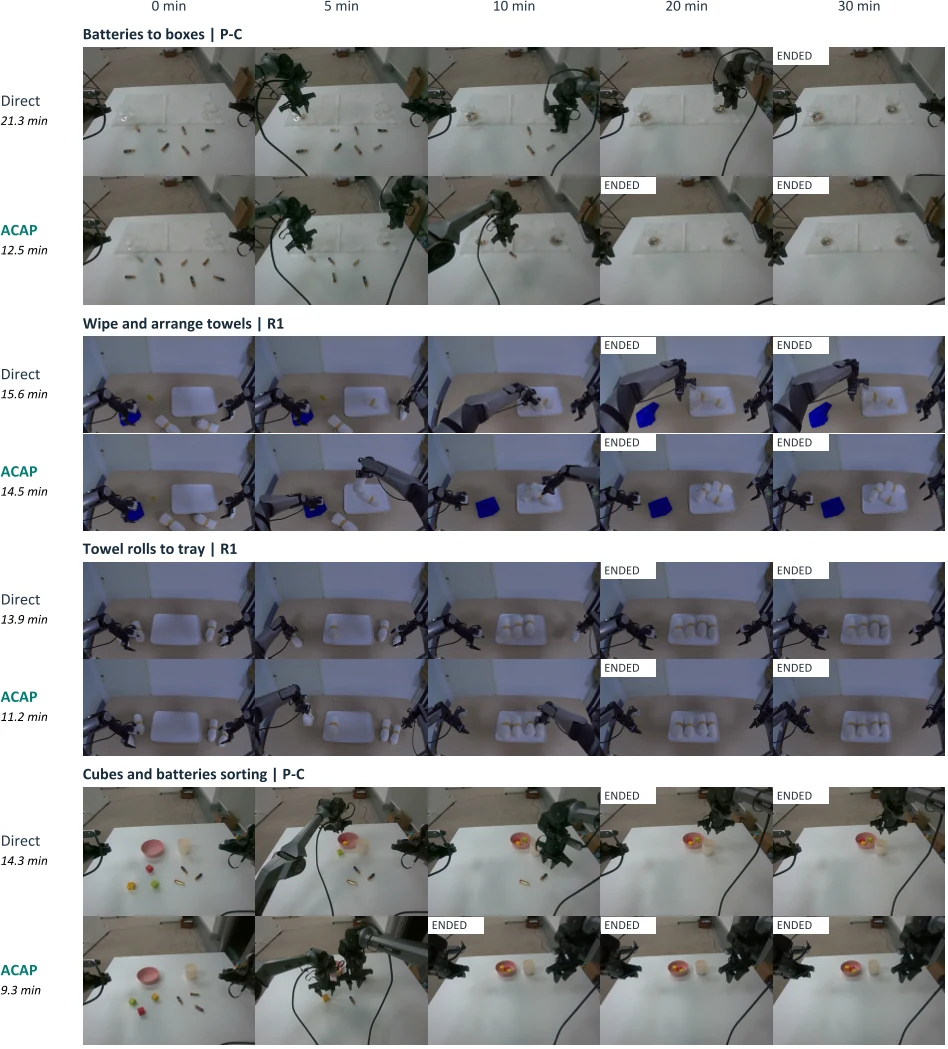 0 min 5 min 10 min 20 min 30 min
Batteries to boxes | P-C
Direct
21.3 min
ENDED
ACAP
12.5 min
ENDED ENDED
Wipe and arrange towels | R1
Direct
15.6 min
ENDED ENDED
ACAP
14.5 min
ENDED ENDED
Towel rolls to tray | R1
Direct
13.9 min
ENDED ENDED
ACAP
11.2 min
ENDED ENDED
Cubes and batteries sorting | P-C
Direct
14.3 min
ENDED ENDED
ACAP
9.3 min
ENDED ENDED ENDED